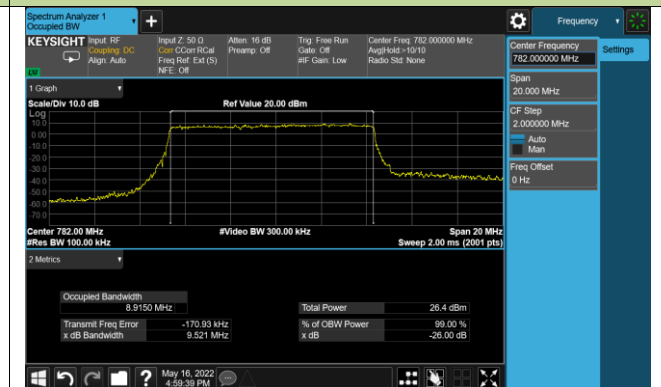 Spectrum Analyzer 1
Occupied BW
Frequency
KEYSIGHT
Input: RF
Coupling: DC
Align: Auto
Input Z: 50 Ω
Corr CCorr RCal
Freq Ref: Ext (S)
NFE: Off
Atten: 16 dB
Preamp: Off
Trig: Free Run
Gate: Off
#IF Gain: Low
Center Freq: 782.000000 MHz
Avg|Hold:>10/10
Radio Std: None
Center Frequency
782.000000 MHz
Settings
Span
20.000 MHz
CF Step
2.000000 MHz
Auto
Man
Freq Offset
0 Hz
1 Graph
Scale/Div 10.0 dB
Ref Value 20.00 dBm
Log
10.0
0.00
-10.0
-20.0
-30.0
-40.0
-50.0
-60.0
-70.0
Center 782.00 MHz
#Video BW 300.00 kHz
Span 20 MHz
#Res BW 100.00 kHz
Sweep 2.00 ms (2001 pts)
2 Metrics
Occupied Bandwidth
8.9150 MHz
Total Power 26.4 dBm
Transmit Freq Error -170.93 kHz
% of OBW Power 99.00 %
x dB Bandwidth 9.521 MHz
x dB -26.00 dB
May 16, 2022
4:59:39 PM